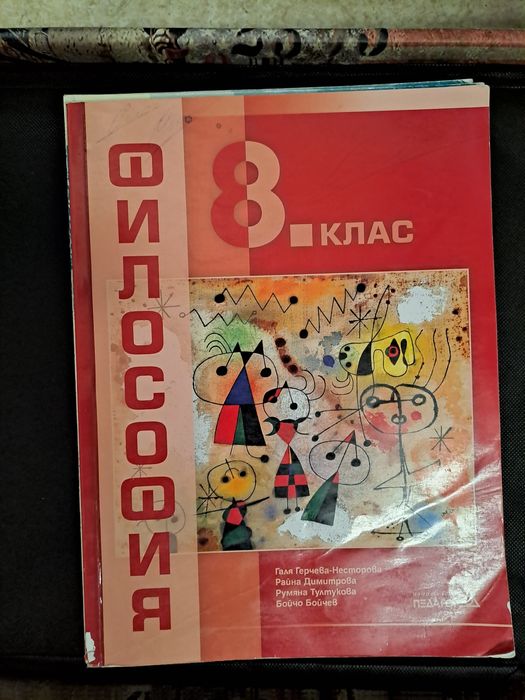 ФИЛОСОФИЯ
8. КЛАС
Галя Герчева-Несторова
Райна Димитрова
Румяна Тултукова
Бойчо Бойчев